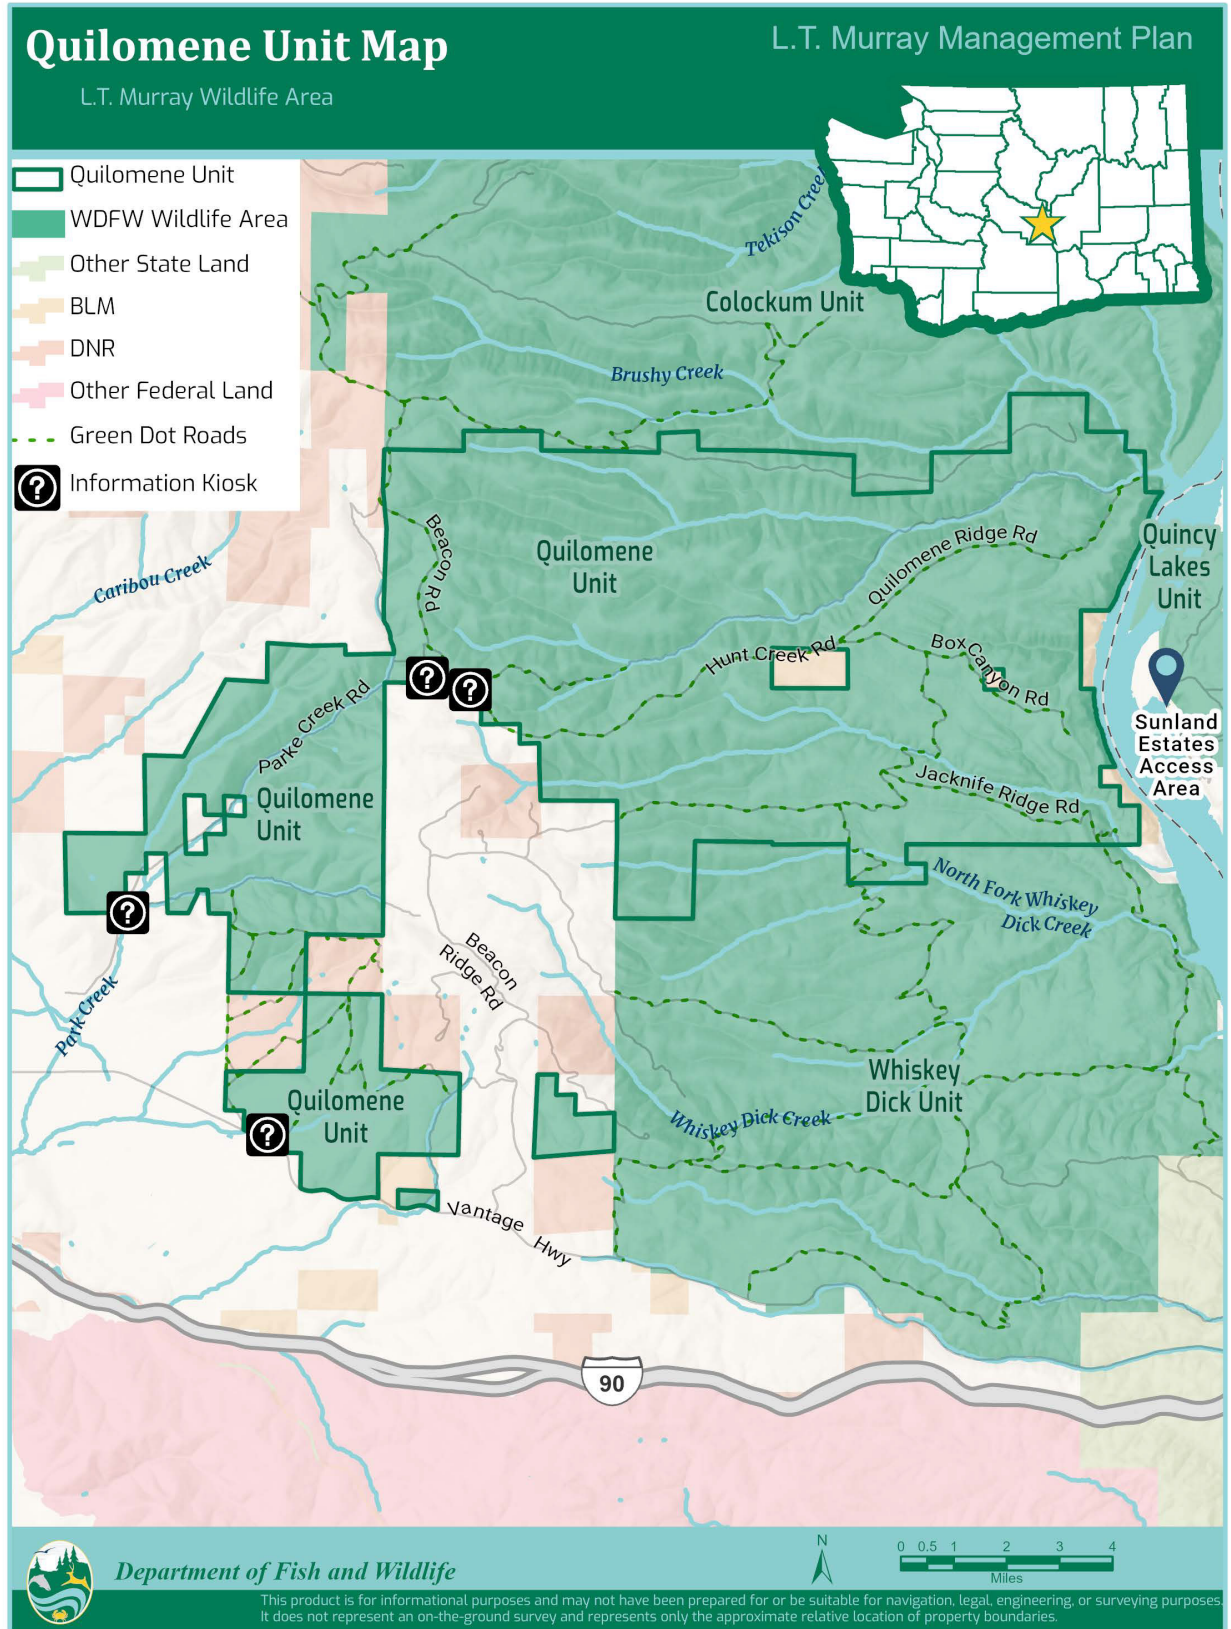 Quilomene Unit Map
L.T. Murray Management Plan
L.T. Murray Wildlife Area
Quilomene Unit
WDFW Wildlife Area
Other State Land
BLM
DNR
Other Federal Land
Green Dot Roads
? Information Kiosk
Tekison Creek
Colockum Unit
Brushy Creek
Beacon Rd
Quilomene
Unit
Quilomene Ridge Rd
Quincy
Lakes
Unit
Caribou Creek
Hunt Creek Rd
Box Canyon Rd
?
?
Parke Creek Rd
Sunland
Estates
Access
Area
Quilomene
Unit
Jacknife Ridge Rd
North Fork Whiskey
Dick Creek
?
Beacon
Ridge Rd
Park Creek
Whiskey
Dick Unit
Quilomene
Unit
?
Whiskey Dick Creek
Vantage
Hwy
90
Department of Fish and Wildlife
N
0 0.5 1 2 3 4
Miles
This product is for informational purposes and may not have been prepared for or be suitable for navigation, legal, engineering, or surveying purposes.
It does not represent an on-the-ground survey and represents only the approximate relative location of property boundaries.